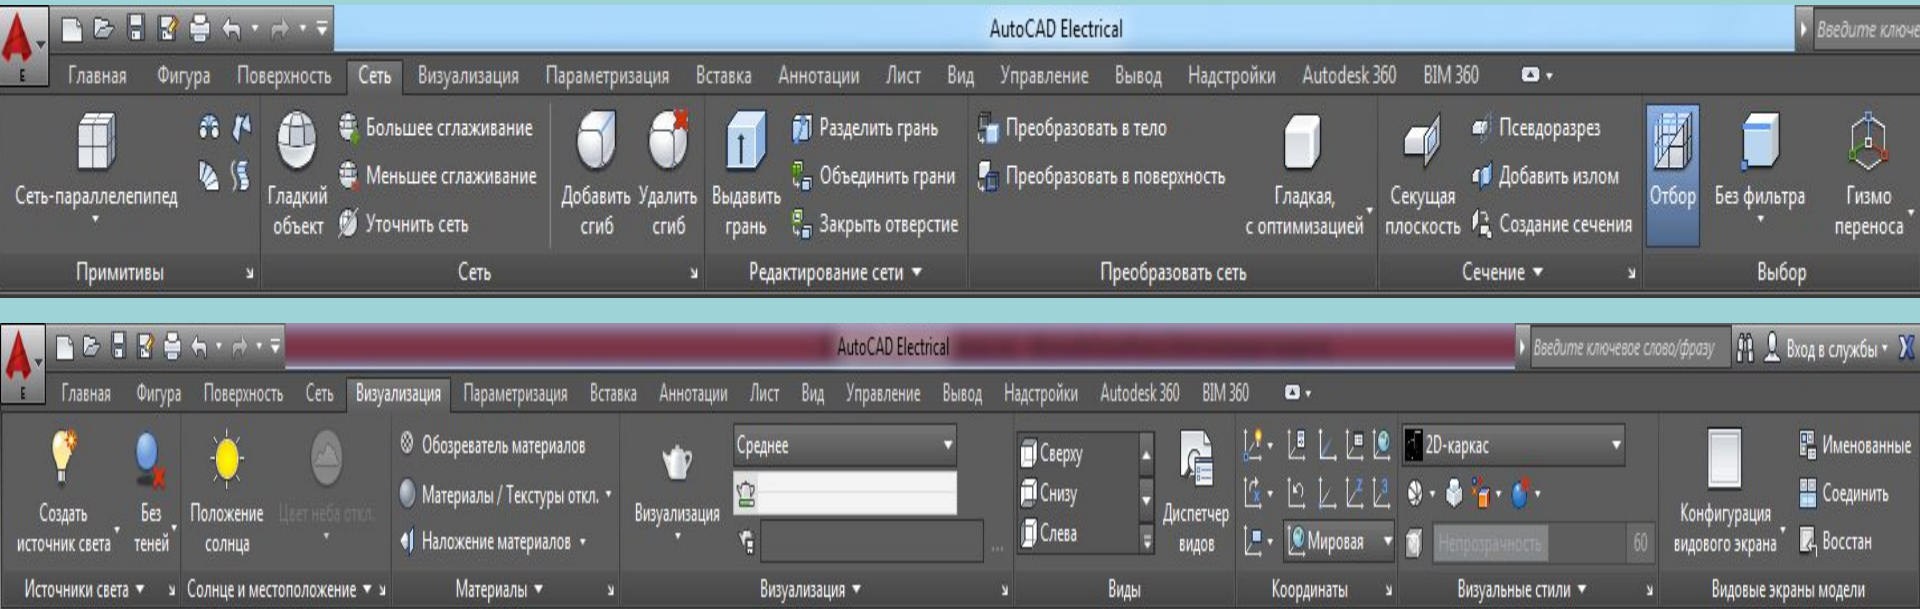 AutoCAD Electrical
Введите ключе
E
Главная Фигура Поверхность Сеть Визуализация Параметризация Вставка Аннотации Лист Вид Управление Вывод Надстройки Autodesk 360 BIM 360
Сеть-параллелепипед
Гладкий
объект
Большее сглаживание
Меньшее сглаживание
Уточнить сеть
Добавить
сгиб
Удалить
сгиб
Выдавить
грань
Разделить грань
Объединить грани
Закрыть отверстие
Преобразовать в тело
Преобразовать в поверхность
Гладкая,
с оптимизацией
Секущая
плоскость
Псевдоразрез
Добавить излом
Создание сечения
Отбор
Без фильтра
Гизмо
переноса
Примитивы Сеть Редактирование сети Преобразовать сеть Сечение Выбор
AutoCAD Electrical
Введите ключевое слово/фразу
Вход в службы
E
Главная Фигура Поверхность Сеть Визуализация Параметризация Вставка Аннотации Лист Вид Управление Вывод Надстройки Autodesk 360 BIM 360
Создать
источник света
Без
теней
Положение
солнца
Цвет неба откл.
Обозреватель материалов
Материалы / Текстуры откл.
Наложение материалов
Визуализация
Среднее
...
Сверху
Снизу
Слева
Диспетчер
видов
Мировая
2D-каркас
Непрозрачность 60
Конфигурация
видового экрана
Именованные
Соединить
Восстан
Источники света Солнце и местоположение Материалы Визуализация Виды Координаты Визуальные стили Видовые экраны модели